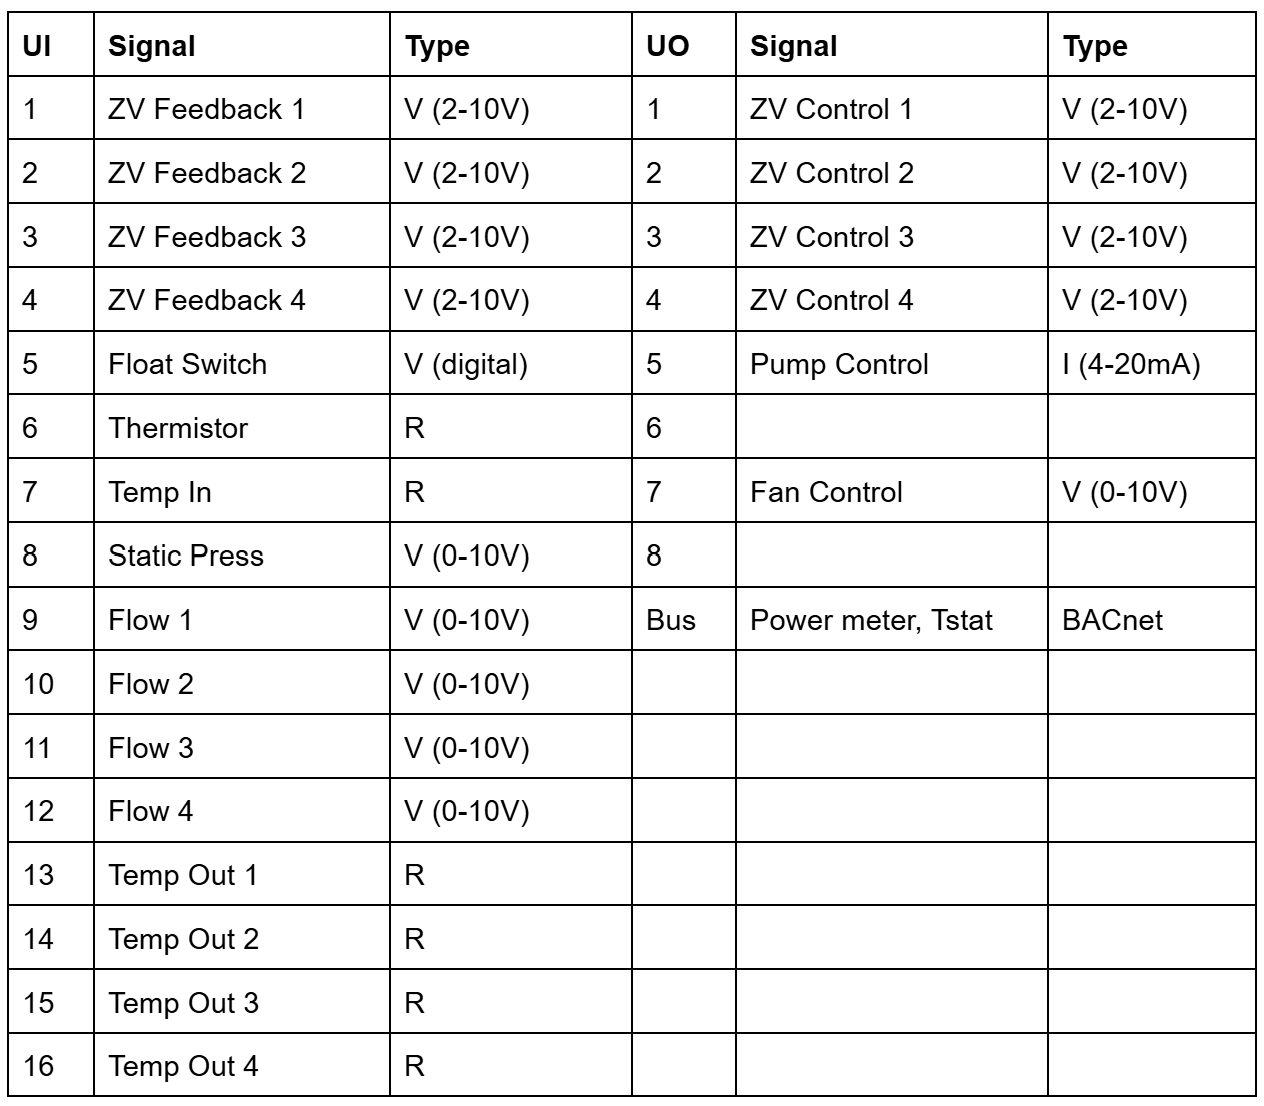 UI Signal Type UO Signal Type
1 ZV Feedback 1 V (2-10V) 1 ZV Control 1 V (2-10V)
2 ZV Feedback 2 V (2-10V) 2 ZV Control 2 V (2-10V)
3 ZV Feedback 3 V (2-10V) 3 ZV Control 3 V (2-10V)
4 ZV Feedback 4 V (2-10V) 4 ZV Control 4 V (2-10V)
5 Float Switch V (digital) 5 Pump Control I (4-20mA)
6 Thermistor R 6
7 Temp In R 7 Fan Control V (0-10V)
8 Static Press V (0-10V) 8
9 Flow 1 V (0-10V) Bus Power meter, Tstat BACnet
10 Flow 2 V (0-10V)
11 Flow 3 V (0-10V)
12 Flow 4 V (0-10V)
13 Temp Out 1 R
14 Temp Out 2 R
15 Temp Out 3 R
16 Temp Out 4 R